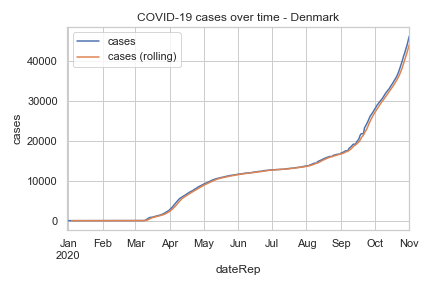 COVID-19 cases over time - Denmark
cases
cases (rolling)
cases
40000
30000
20000
10000
0
Jan Feb Mar Apr May Jun Jul Aug Sep Oct Nov
2020
dateRep